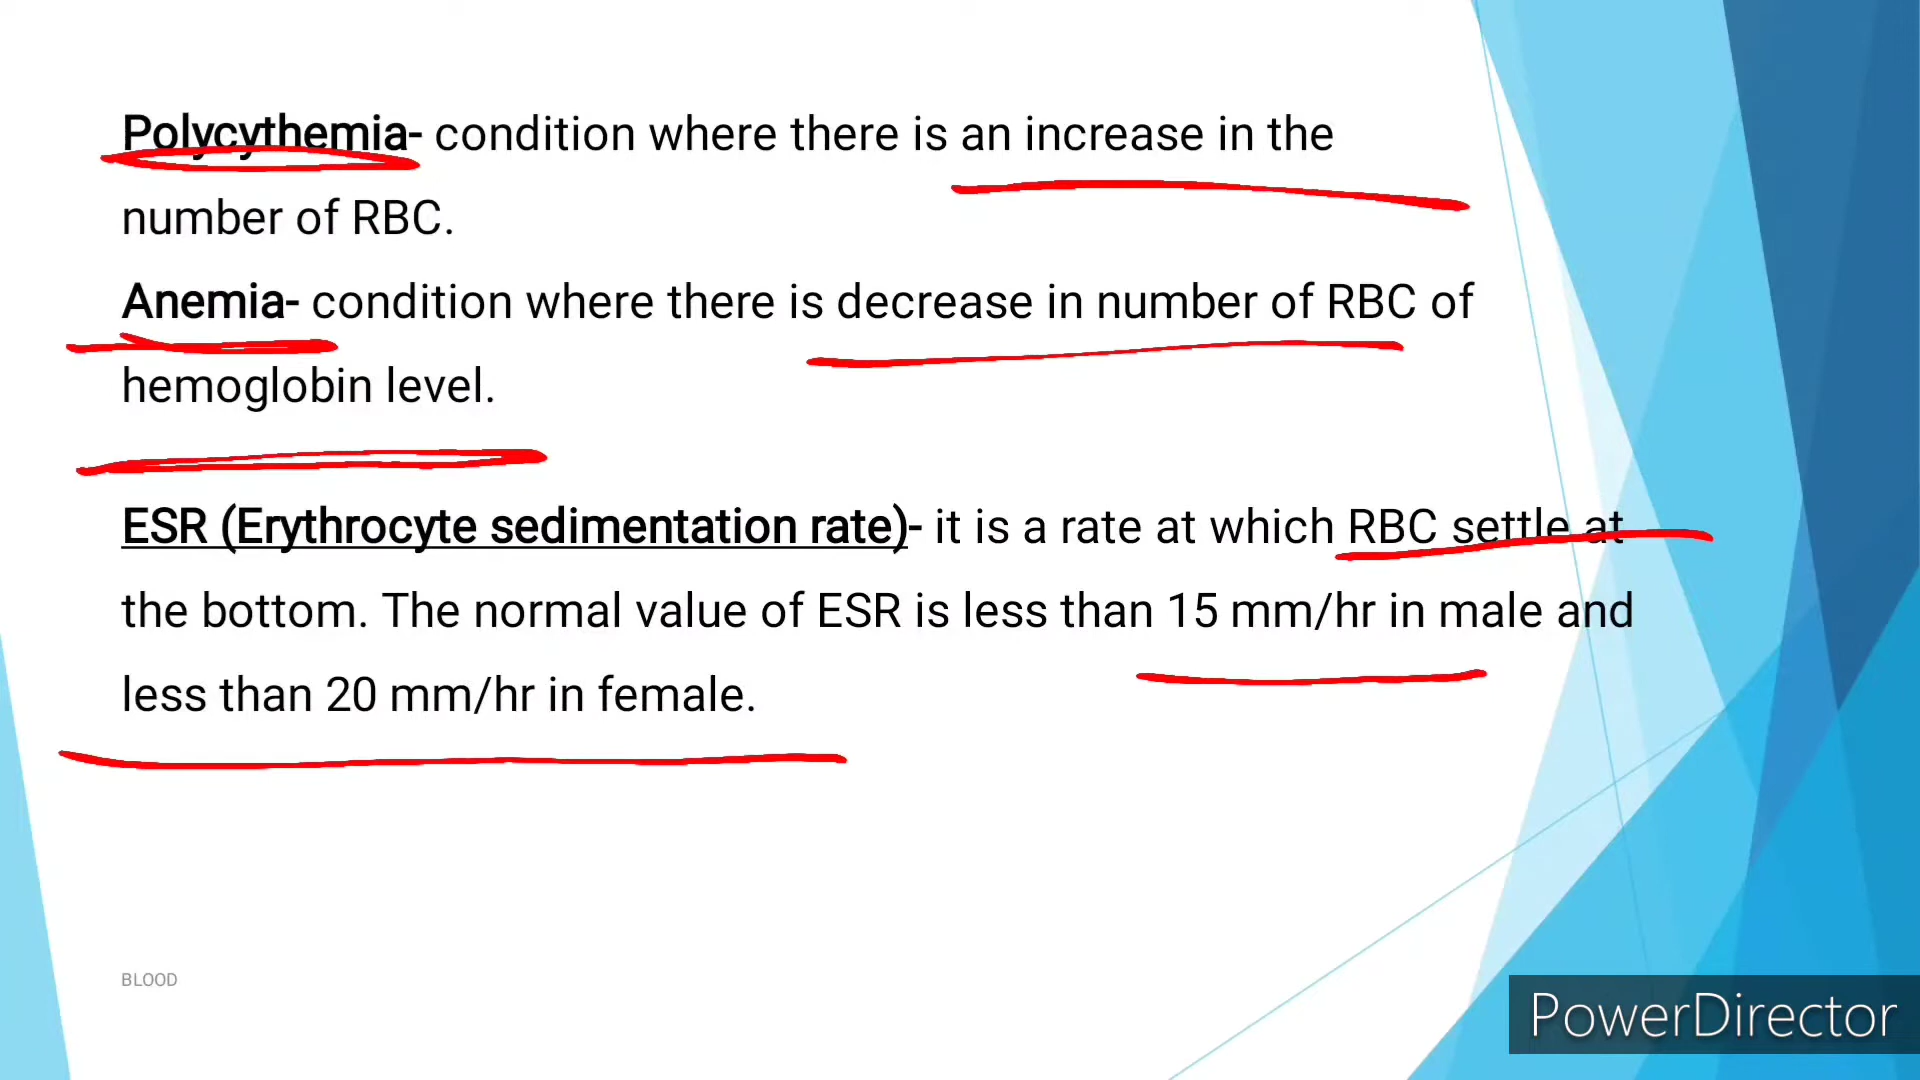 Polycythemia- condition where there is an increase in the
number of RBC.
Anemia- condition where there is decrease in number of RBC of
hemoglobin level.
ESR (Erythrocyte sedimentation rate)- it is a rate at which RBC settle at
the bottom. The normal value of ESR is less than 15 mm/hr in male and
less than 20 mm/hr in female.
BLOOD
PowerDirector